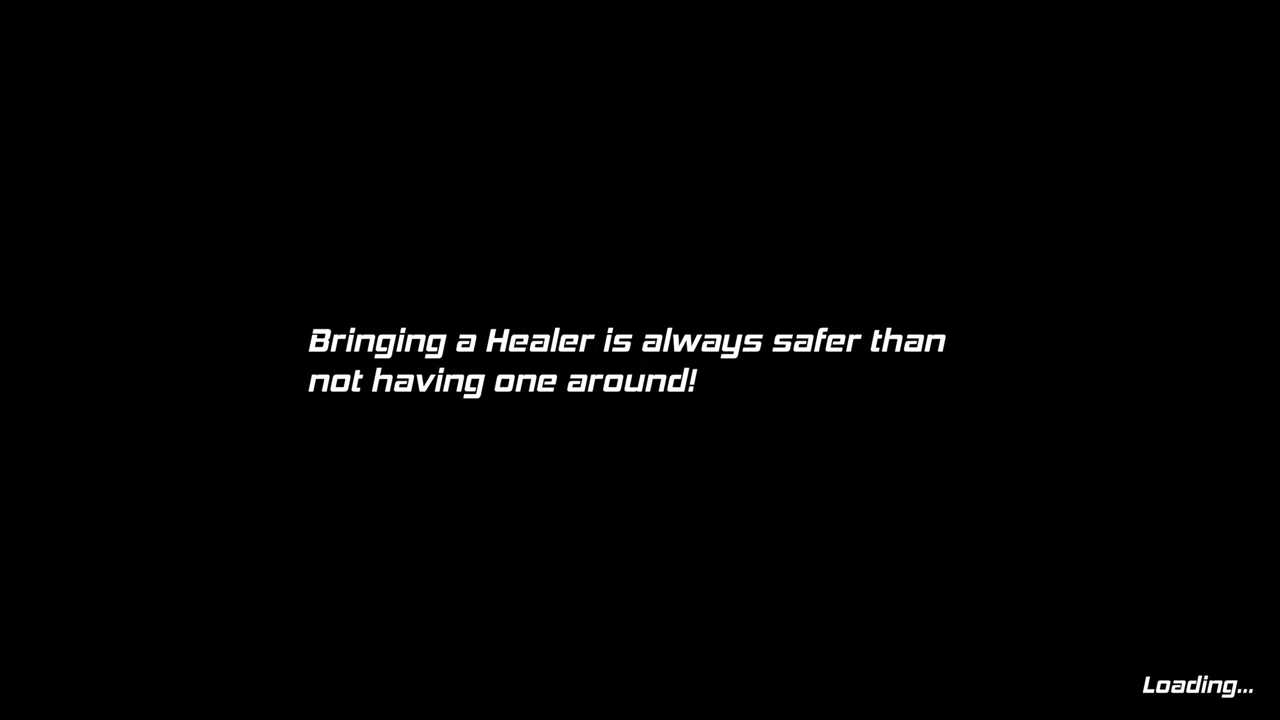 Bringing a Healer is always safer than
not having one around!
Loading...